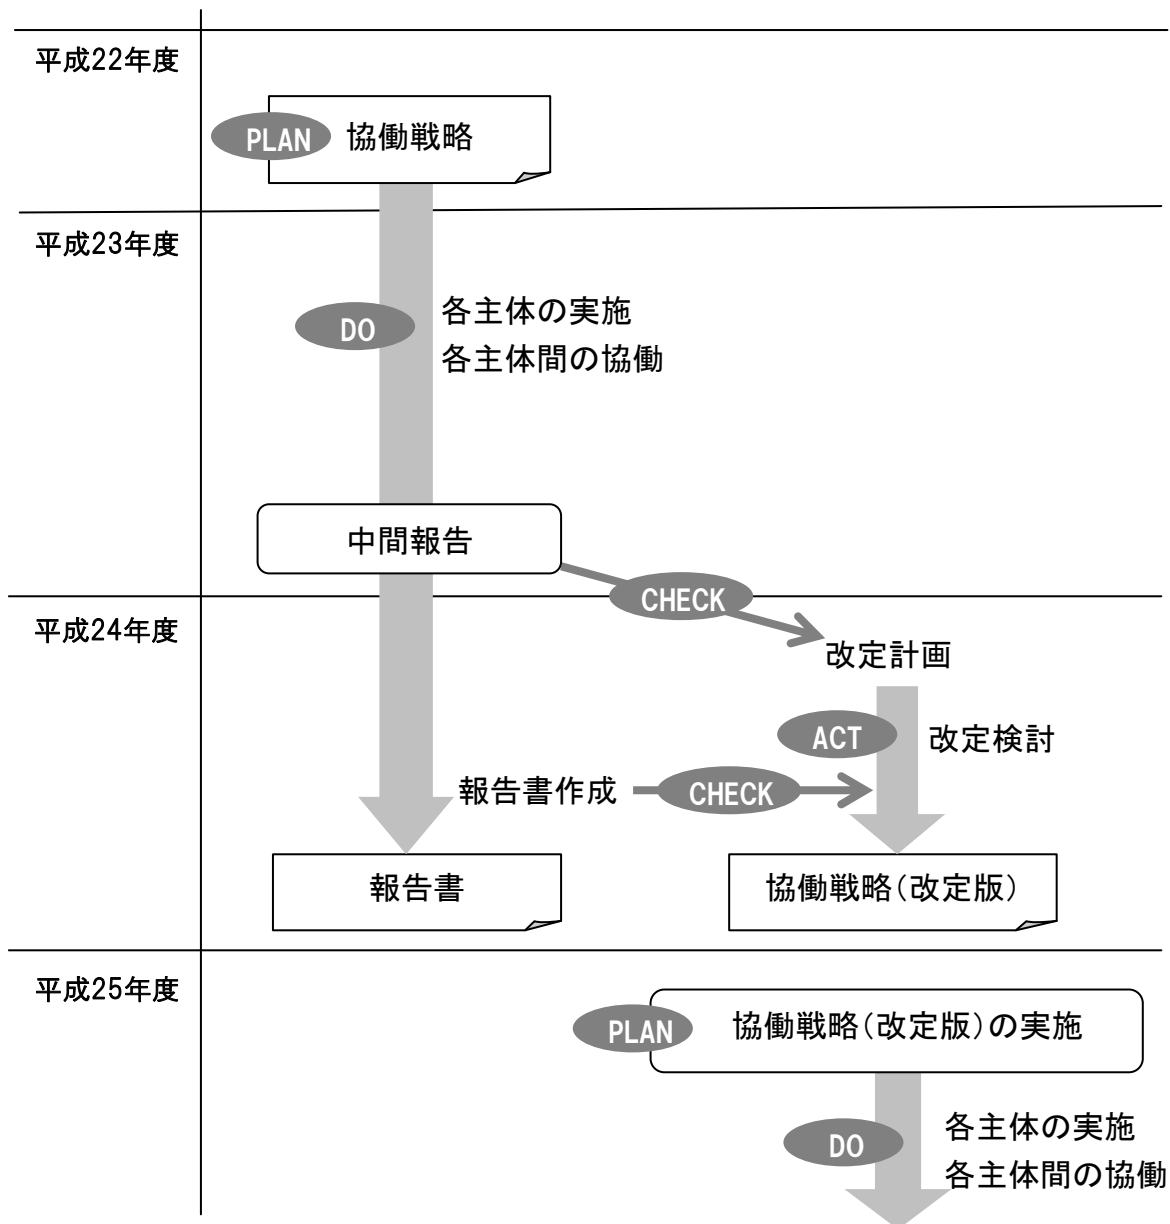 平成22年度
PLAN
協働戦略
平成23年度
DO
各主体の実施
各主体間の協働
中間報告
CHECK
平成24年度
改定計画
ACT
改定検討
報告書作成
CHECK
報告書
協働戦略(改定版)
平成25年度
PLAN
協働戦略(改定版)の実施
DO
各主体の実施
各主体間の協働